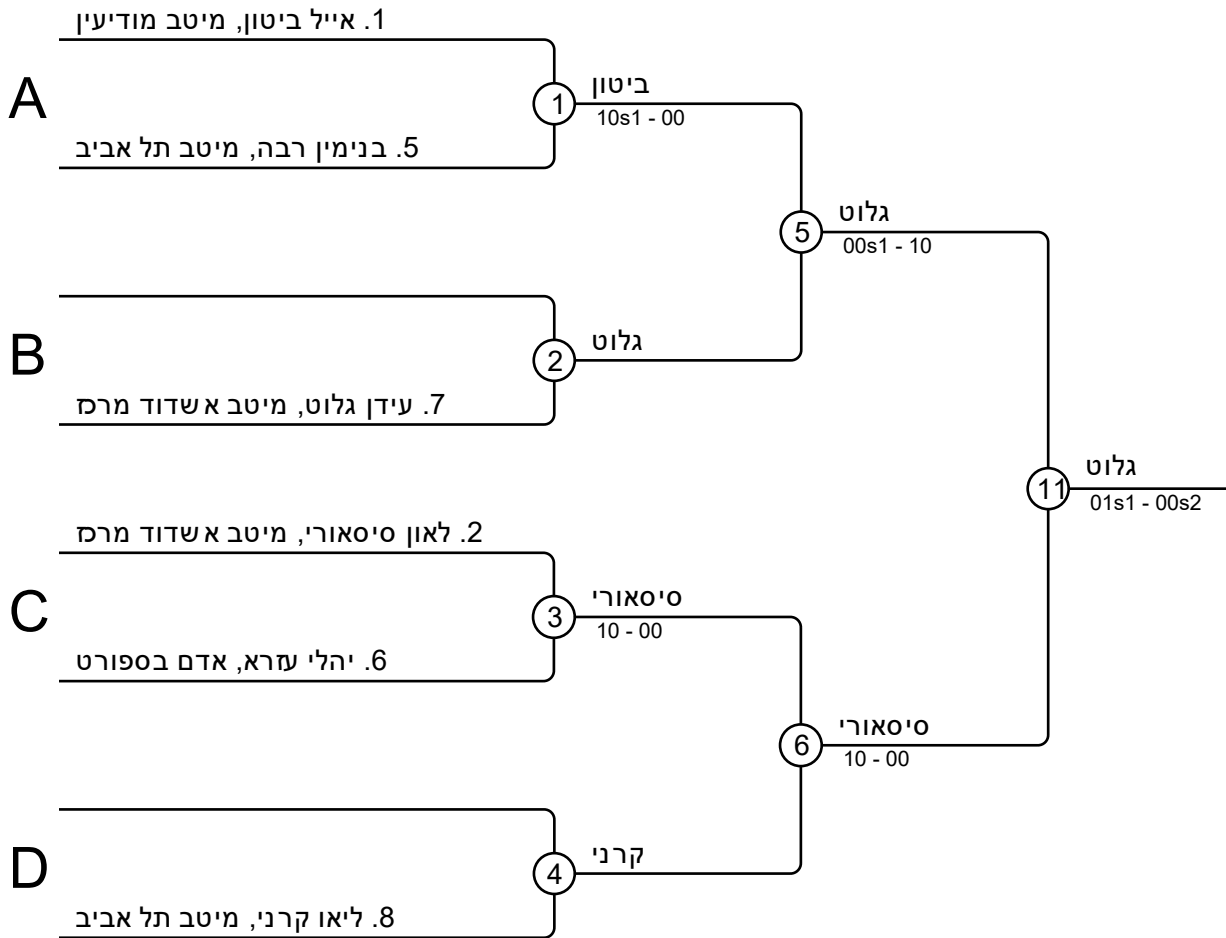 1. אייל ביטון, מיטב מודיעין
A
1
ביטון
10s1 - 00
5. בנימין רבה, מיטב תל אביב
5
גלוט
00s1 - 10
B
2
גלוט
7. עידן גלוט, מיטב אשדוד מרכז
11
גלוט
01s1 - 00s2
2. לאון סיסאורי, מיטב אשדוד מרכז
C
3
סיסאורי
10 - 00
6. יהלי עזרא, אדם בספורט
6
סיסאורי
10 - 00
D
4
קרני
8. ליאו קרני, מיטב תל אביב